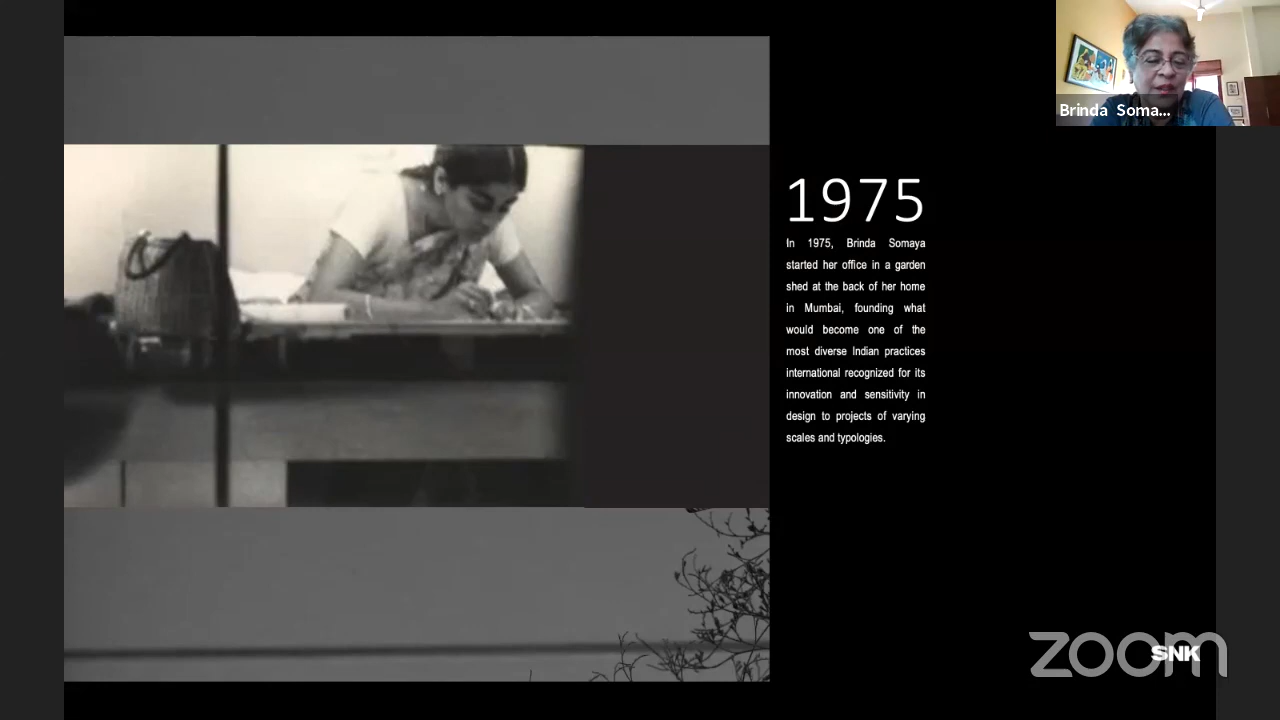 Brinda Soma...
1975
In 1975, Brinda Somaya
started her office in a garden
shed at the back of her home
in Mumbai, founding what
would become one of the
most diverse Indian practices
international recognized for its
innovation and sensitivity in
design to projects of varying
scales and typologies.
zoom
SNK